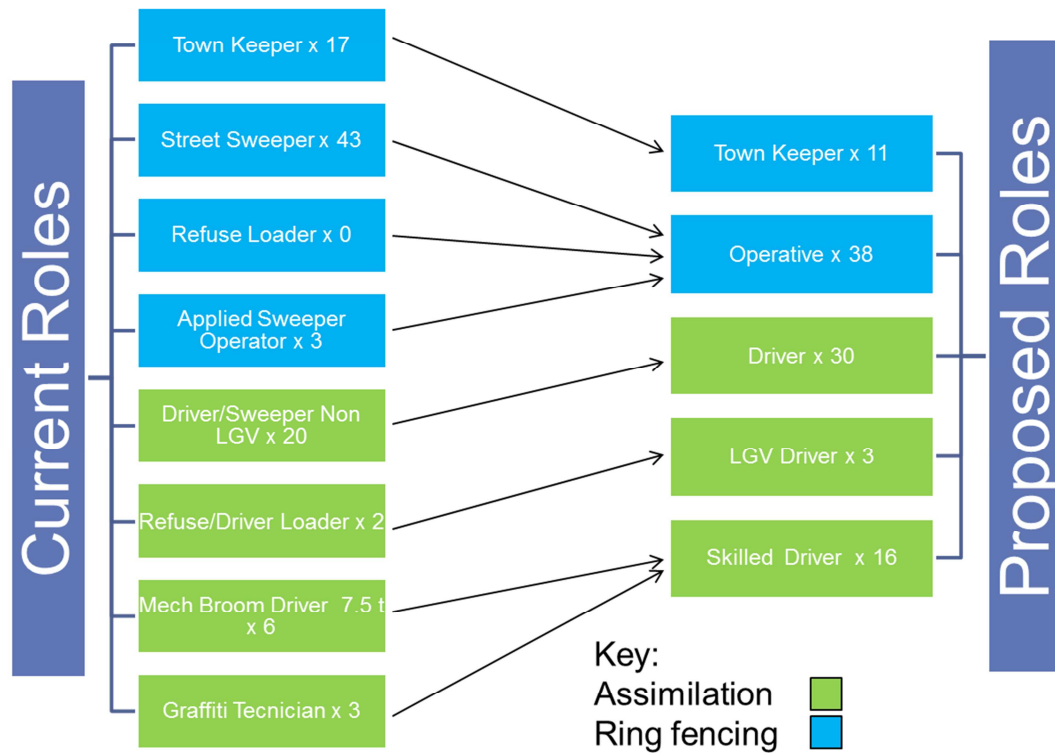 Current Roles
Town Keeper x 17
Street Sweeper x 43
Refuse Loader x 0
Applied Sweeper
Operator x 3
Driver/Sweeper Non
LGV x 20
Refuse/Driver Loader x 2
Mech Broom Driver 7.5 t
x 6
Graffiti Tecnician x 3
Town Keeper x 11
Operative x 38
Driver x 30
LGV Driver x 3
Skilled Driver x 16
Proposed Roles
Key:
Assimilation
Ring fencing